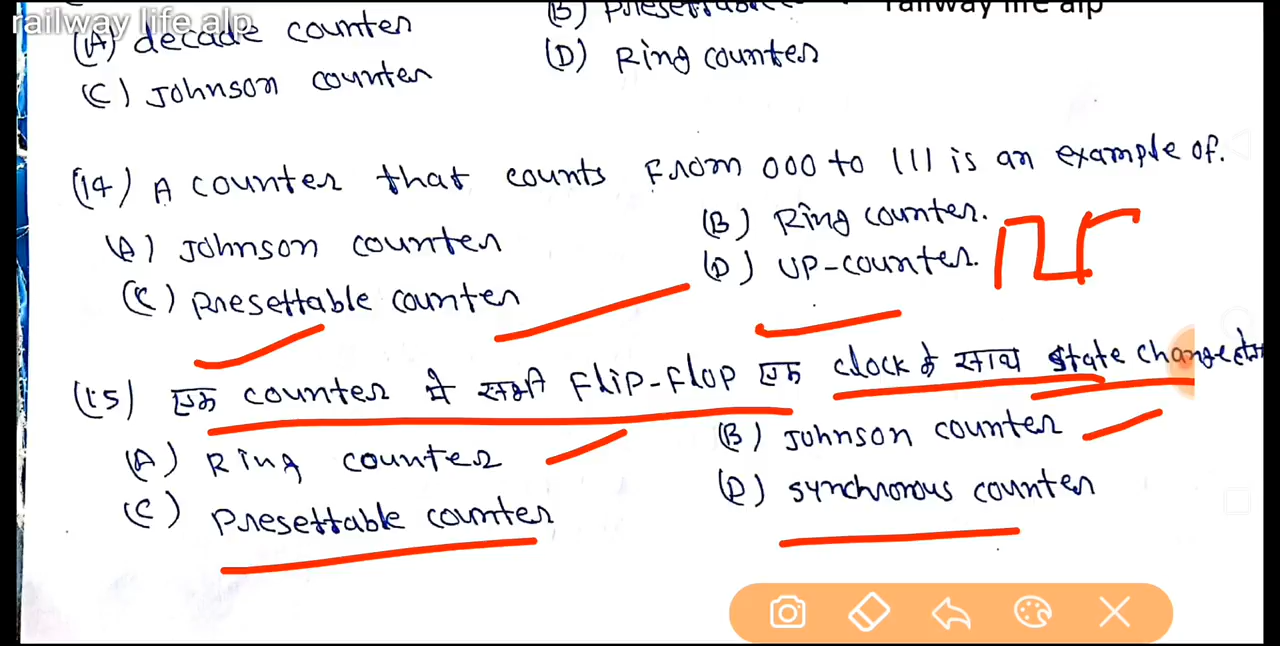 railway life alp
railway life alp
(A) decade counter
(B) presettable
(C) Johnson counter
(D) Ring counter
(14) A counter that counts from 000 to 111 is an example of.
(A) Johnson counter
(B) Ring counter.
(C) presettable counter
(D) UP-counter.
(15) एक counter में सभी Flip-Flop एक clock के साथ state change
(A) Ring counter
(B) Johnson counter
(C) Presettable counter
(D) synchrorous counter